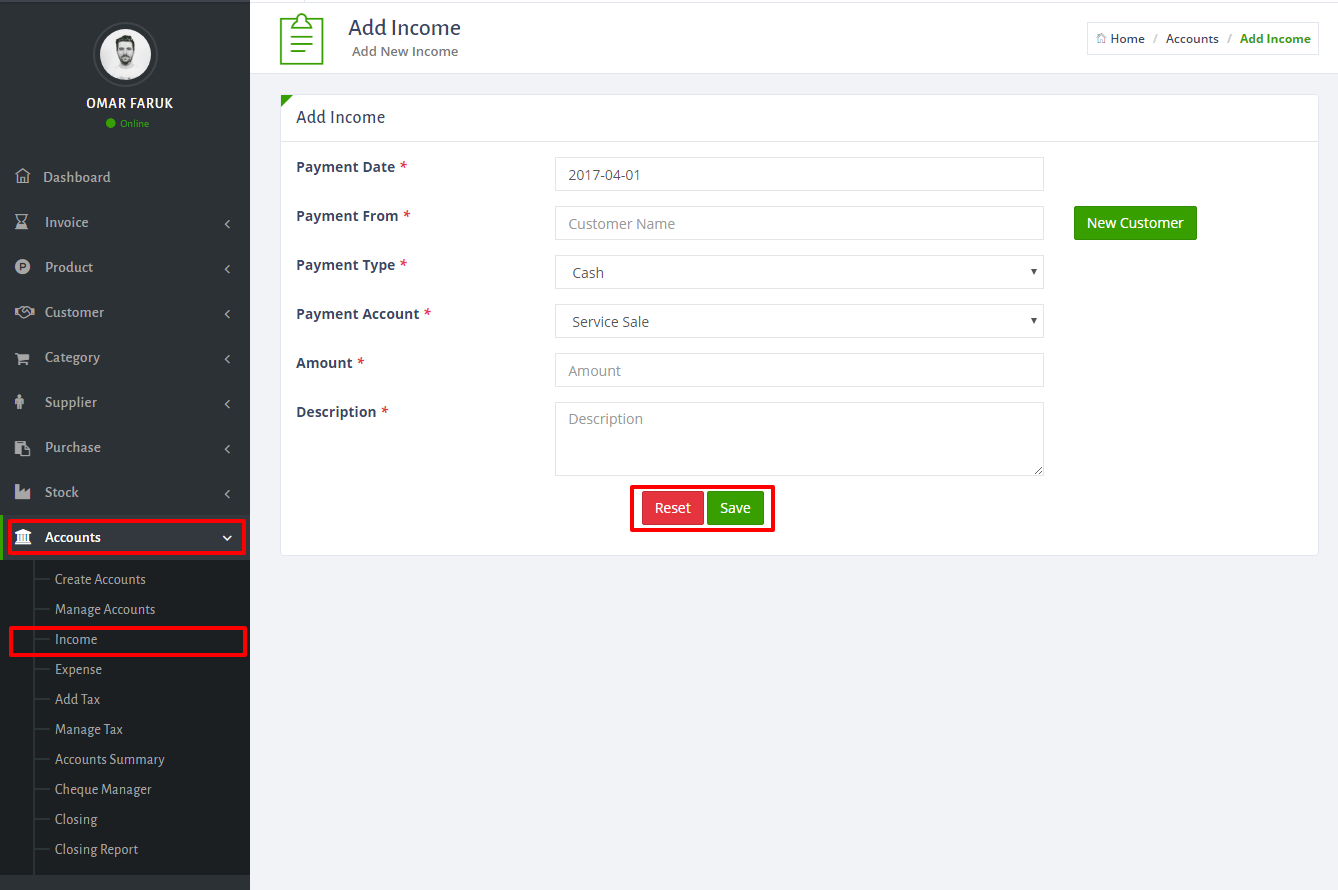 OMAR FARUK
Online
Dashboard
Invoice
Product
Customer
Category
Supplier
Purchase
Stock
Accounts
Create Accounts
Manage Accounts
Income
Expense
Add Tax
Manage Tax
Accounts Summary
Cheque Manager
Closing
Closing Report
Add Income
Add New Income
Home / Accounts / Add Income
Add Income
Payment Date *
2017-04-01
Payment From *
Customer Name
New Customer
Payment Type *
Cash
Payment Account *
Service Sale
Amount *
Amount
Description *
Description
Reset Save